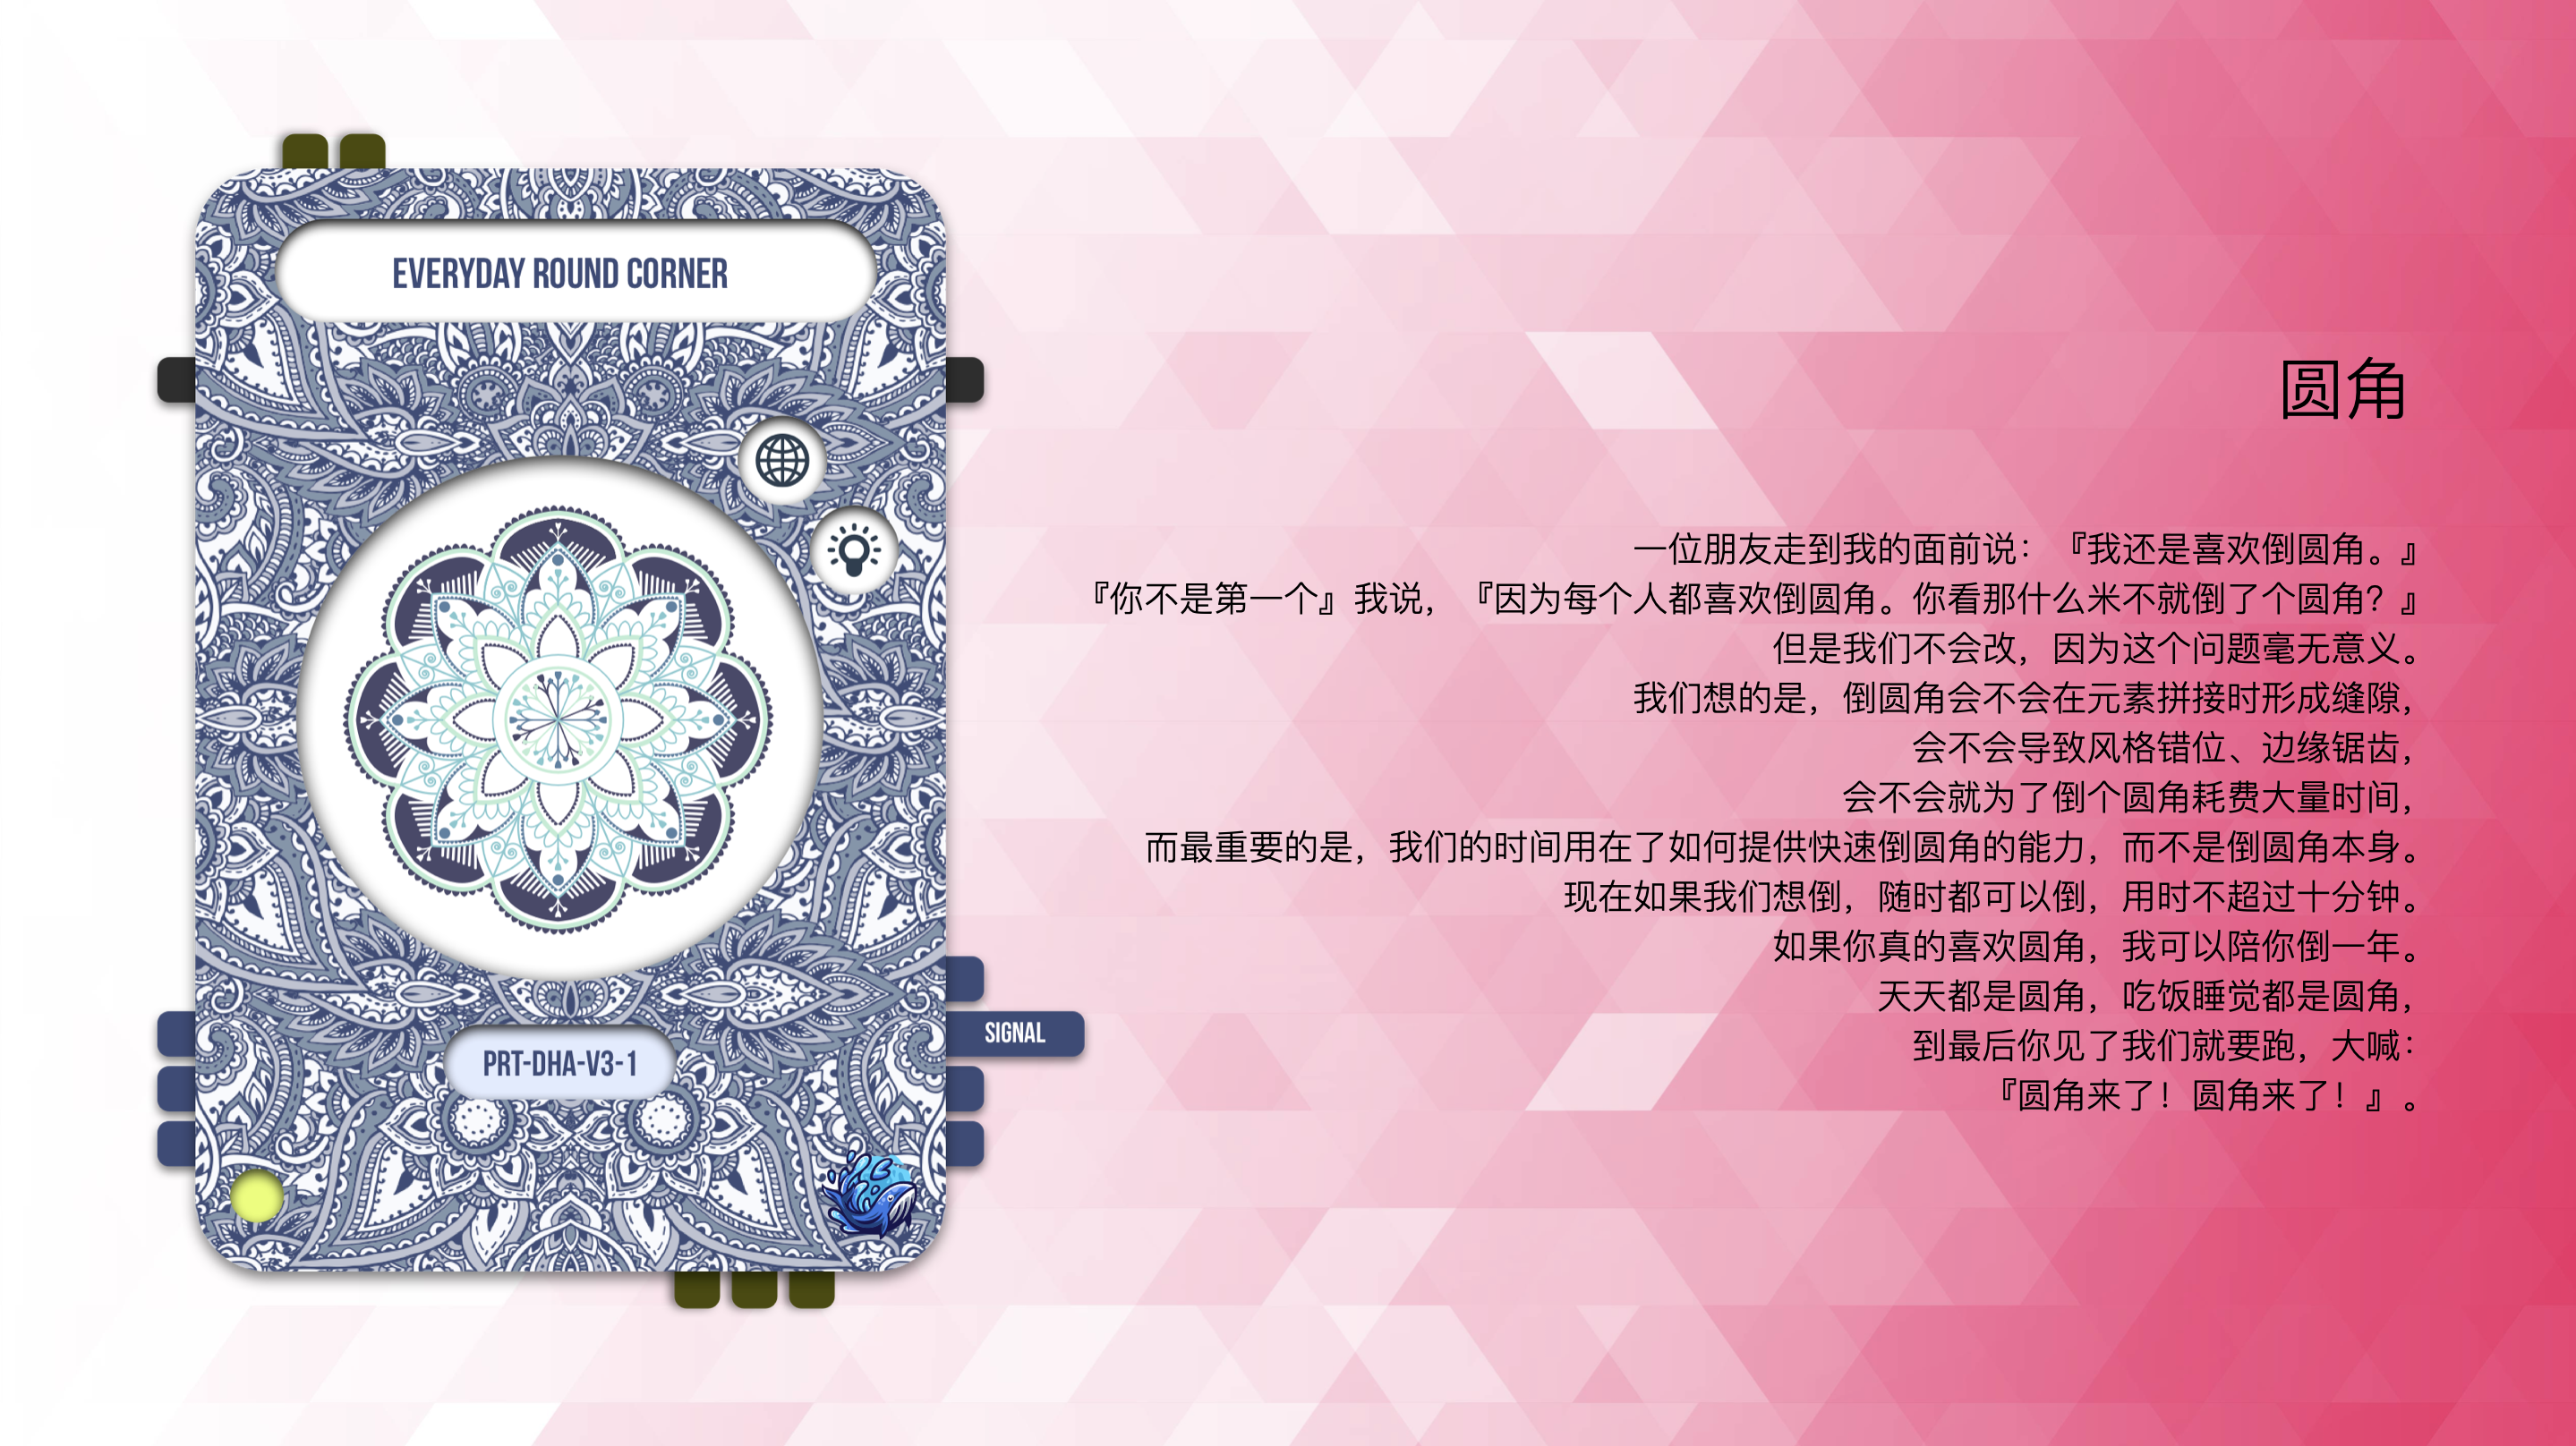 EVERYDAY ROUND CORNER
SIGNAL
PRT-DHA-V3-1
圆角
一位朋友走到我的面前说：『我还是喜欢倒圆角。』
『你不是第一个』我说，『因为每个人都喜欢倒圆角。你看那什么米不就倒了个圆角？』
但是我们不会改，因为这个问题毫无意义。
我们想的是，倒圆角会不会在元素拼接时形成缝隙，
会不会导致风格错位、边缘锯齿，
会不会就为了倒个圆角耗费大量时间，
而最重要的是，我们的时间用在了如何提供快速倒圆角的能力，而不是倒圆角本身。
现在如果我们想倒，随时都可以倒，用时不超过十分钟。
如果你真的喜欢圆角，我可以陪你倒一年。
天天都是圆角，吃饭睡觉都是圆角，
到最后你见了我们就要跑，大喊：
『圆角来了！圆角来了！』。